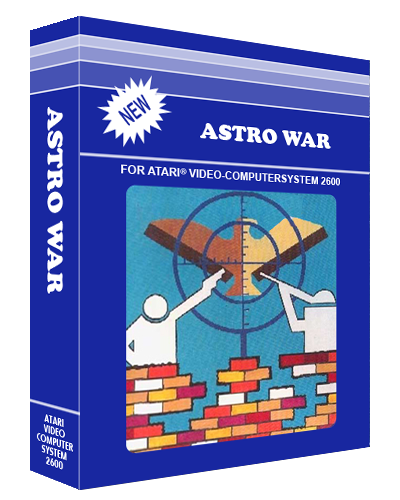 NEW
ASTRO WAR
FOR ATARI® VIDEO-COMPUTERSYSTEM 2600
ASTRO WAR
ATARI
VIDEO
COMPUTER
SYSTEM
2600